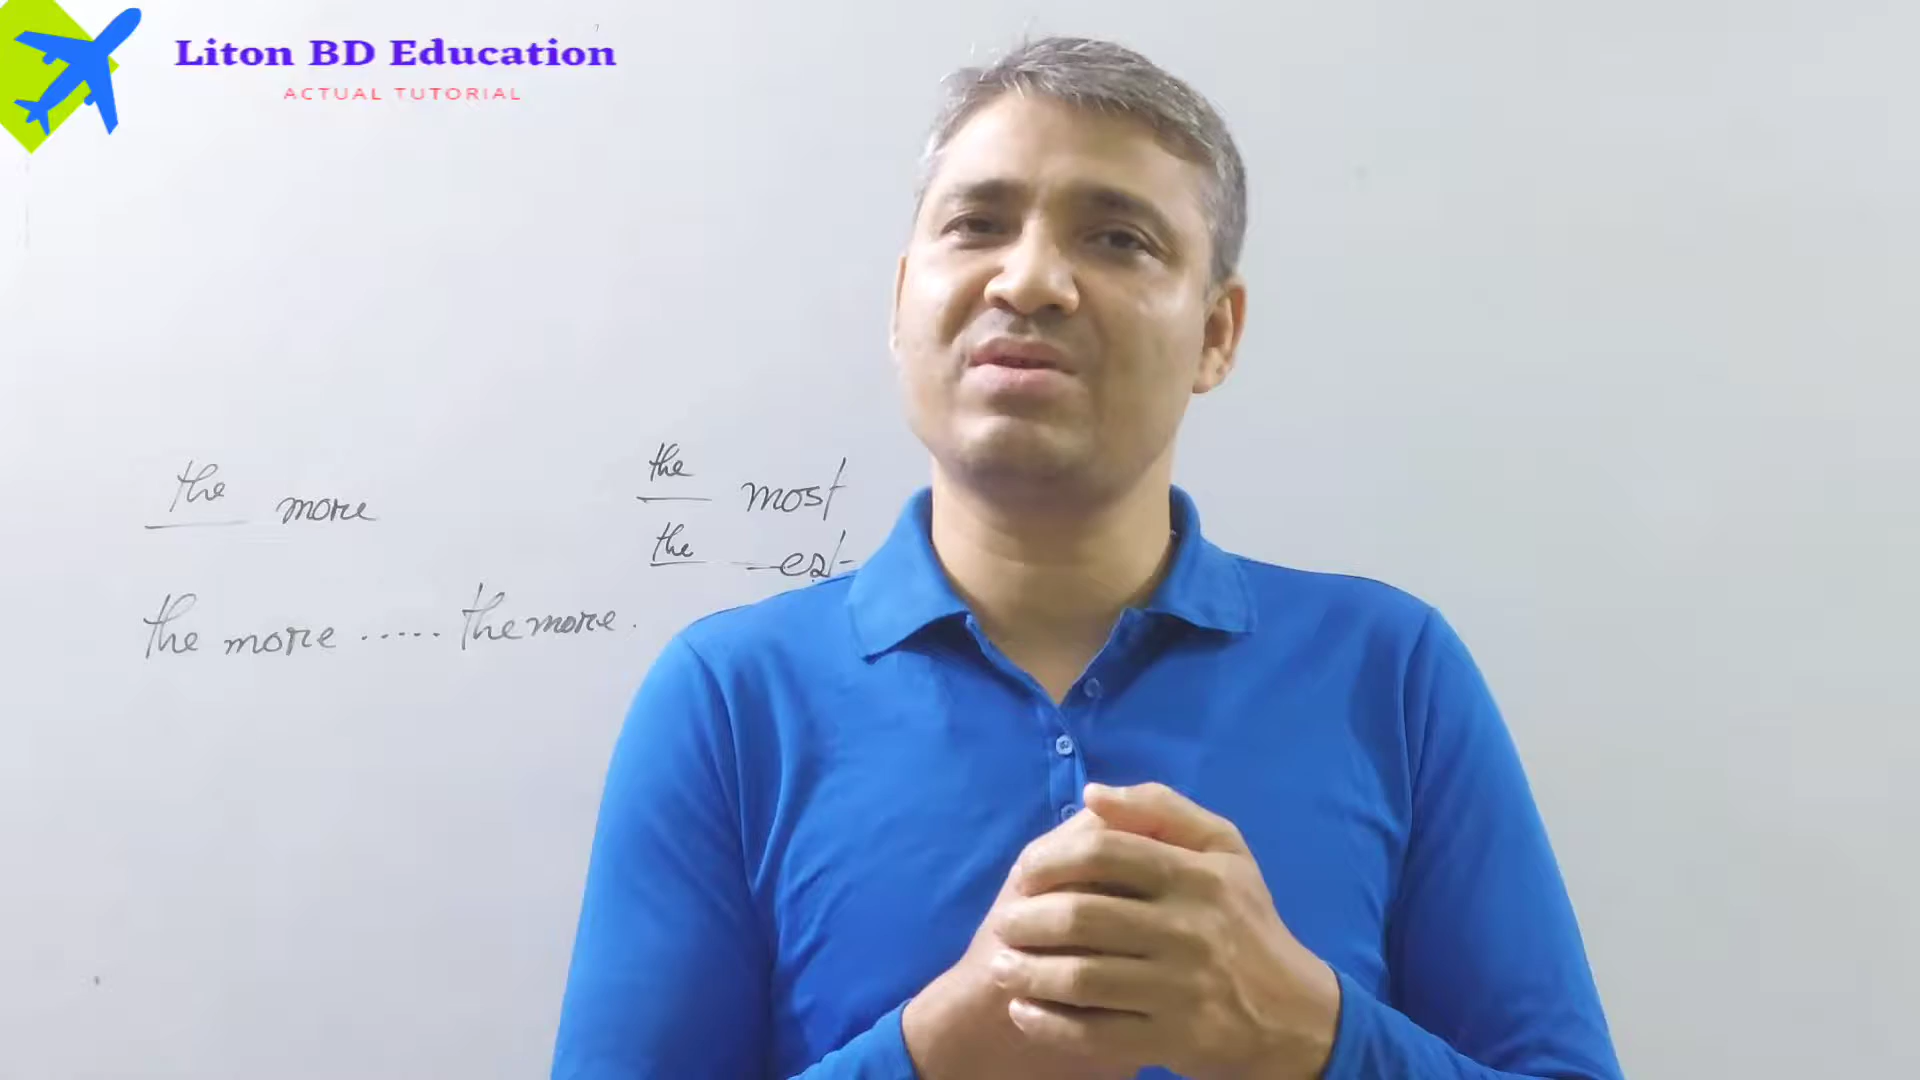 Liton BD Education
ACTUAL TUTORIAL
the more
the most
the —est
the more ..... the more.